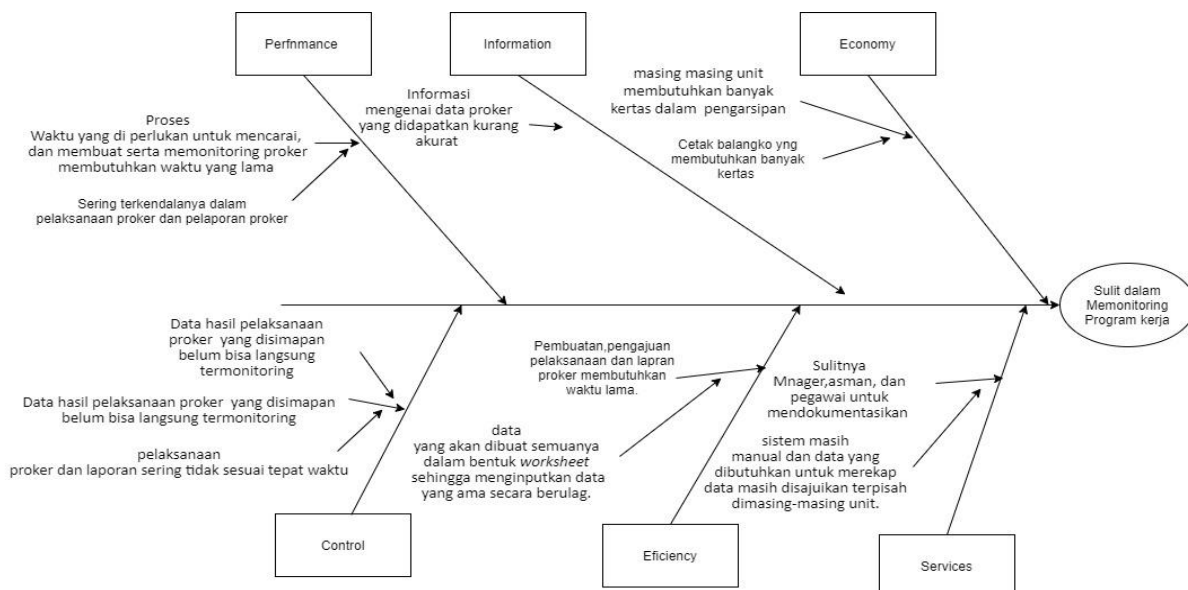 Perfnmance
Information
Economy
Proses
Waktu yang di perlukan untuk mencarai,
dan membuat serta memonitoring proker
membutuhkan waktu yang lama
Sering terkendalanya dalam
pelaksanaan proker dan pelaporan proker
Informasi
mengenai data proker
yang didapatkan kurang
akurat
masing masing unit
membutuhkan banyak
kertas dalam pengarsipan
Cetak balangko yng
membutuhkan banyak
kertas
Sulit dalam
Memonitoring
Program kerja
Data hasil pelaksanaan
proker yang disimapan
belum bisa langsung
termonitoring
Data hasil pelaksanaan proker yang disimapan
belum bisa langsung termonitoring
pelaksanaan
proker dan laporan sering tidak sesuai tepat waktu
Pembuatan,pengajuan
pelaksanaan dan lapran
proker membutuhkan
waktu lama.
data
yang akan dibuat semuanya
dalam bentuk worksheet
sehingga menginputkan data
yang ama secara berulag.
Sulitnya
Mnager,asman, dan
pegawai untuk
mendokumentasikan
sistem masih
manual dan data yang
dibutuhkan untuk merekap
data masih disajuikan terpisah
dimasing-masing unit.
Control
Eficiency
Services